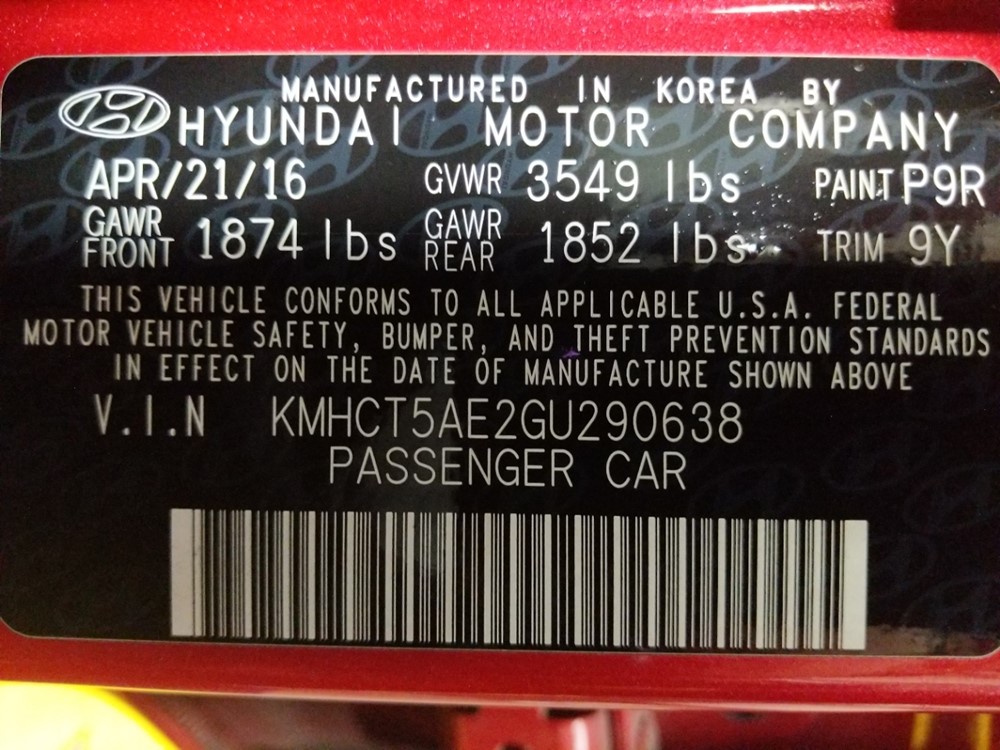 MANUFACTURED IN KOREA BY
HYUNDAI MOTOR COMPANY
APR/21/16 GVWR 3549 lbs PAINT P9R
GAWR FRONT 1874 lbs GAWR REAR 1852 lbs TRIM 9Y
THIS VEHICLE CONFORMS TO ALL APPLICABLE U.S.A. FEDERAL
MOTOR VEHICLE SAFETY, BUMPER, AND THEFT PREVENTION STANDARDS
IN EFFECT ON THE DATE OF MANUFACTURE SHOWN ABOVE
V.I.N KMHCT5AE2GU290638
PASSENGER CAR